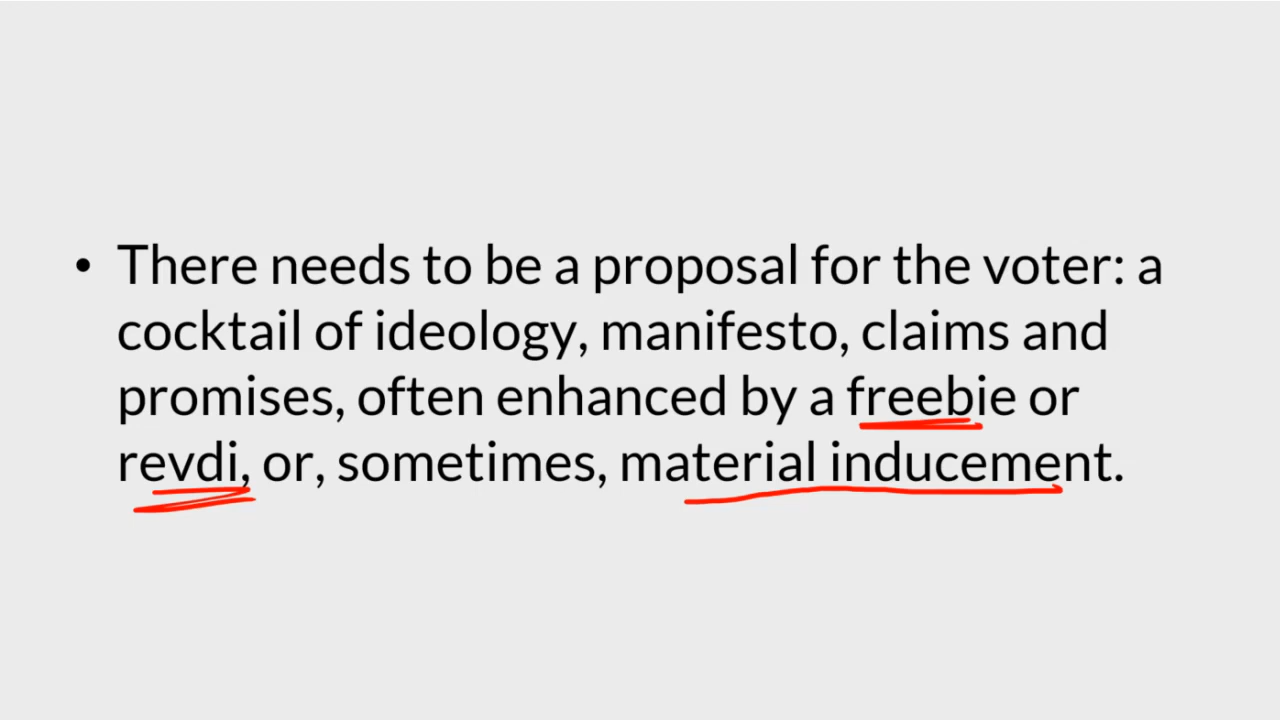 • There needs to be a proposal for the voter: a
cocktail of ideology, manifesto, claims and
promises, often enhanced by a freebie or
revdi, or, sometimes, material inducement.